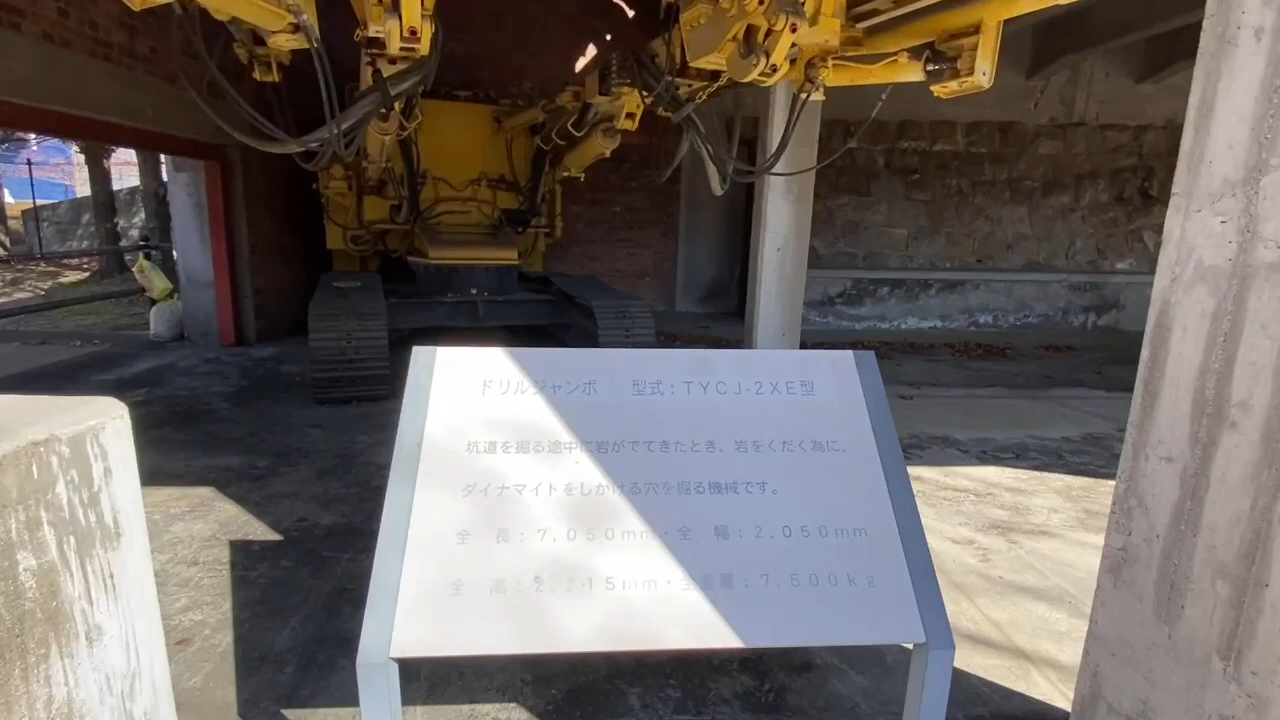 ドリルジャンボ　型式：TYCJ-2XE型
坑道を掘る途中に岩がでてきたとき、岩をくだく為に、
ダイナマイトをしかける穴を掘る機械です。
全　長：7,050mm・全　幅：2,050mm
全　高：2,215mm・全重量：7,500kg